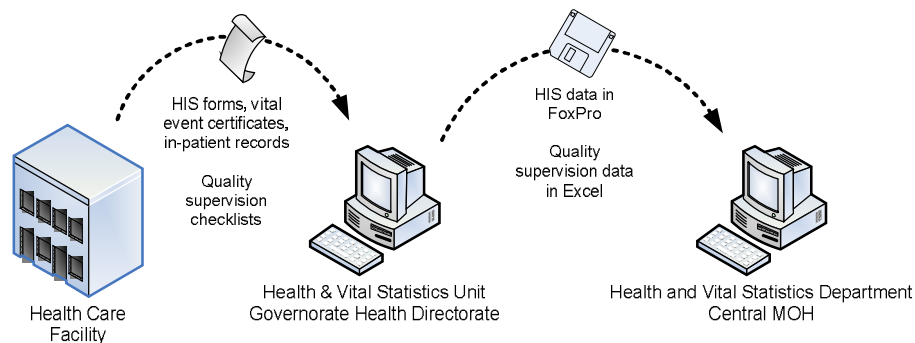 HIS forms, vital
event certificates,
in-patient records
Quality
supervision
checklists
HIS data in
FoxPro
Quality
supervision data
in Excel
Health Care
Facility
Health & Vital Statistics Unit
Governorate Health Directorate
Health and Vital Statistics Department
Central MOH